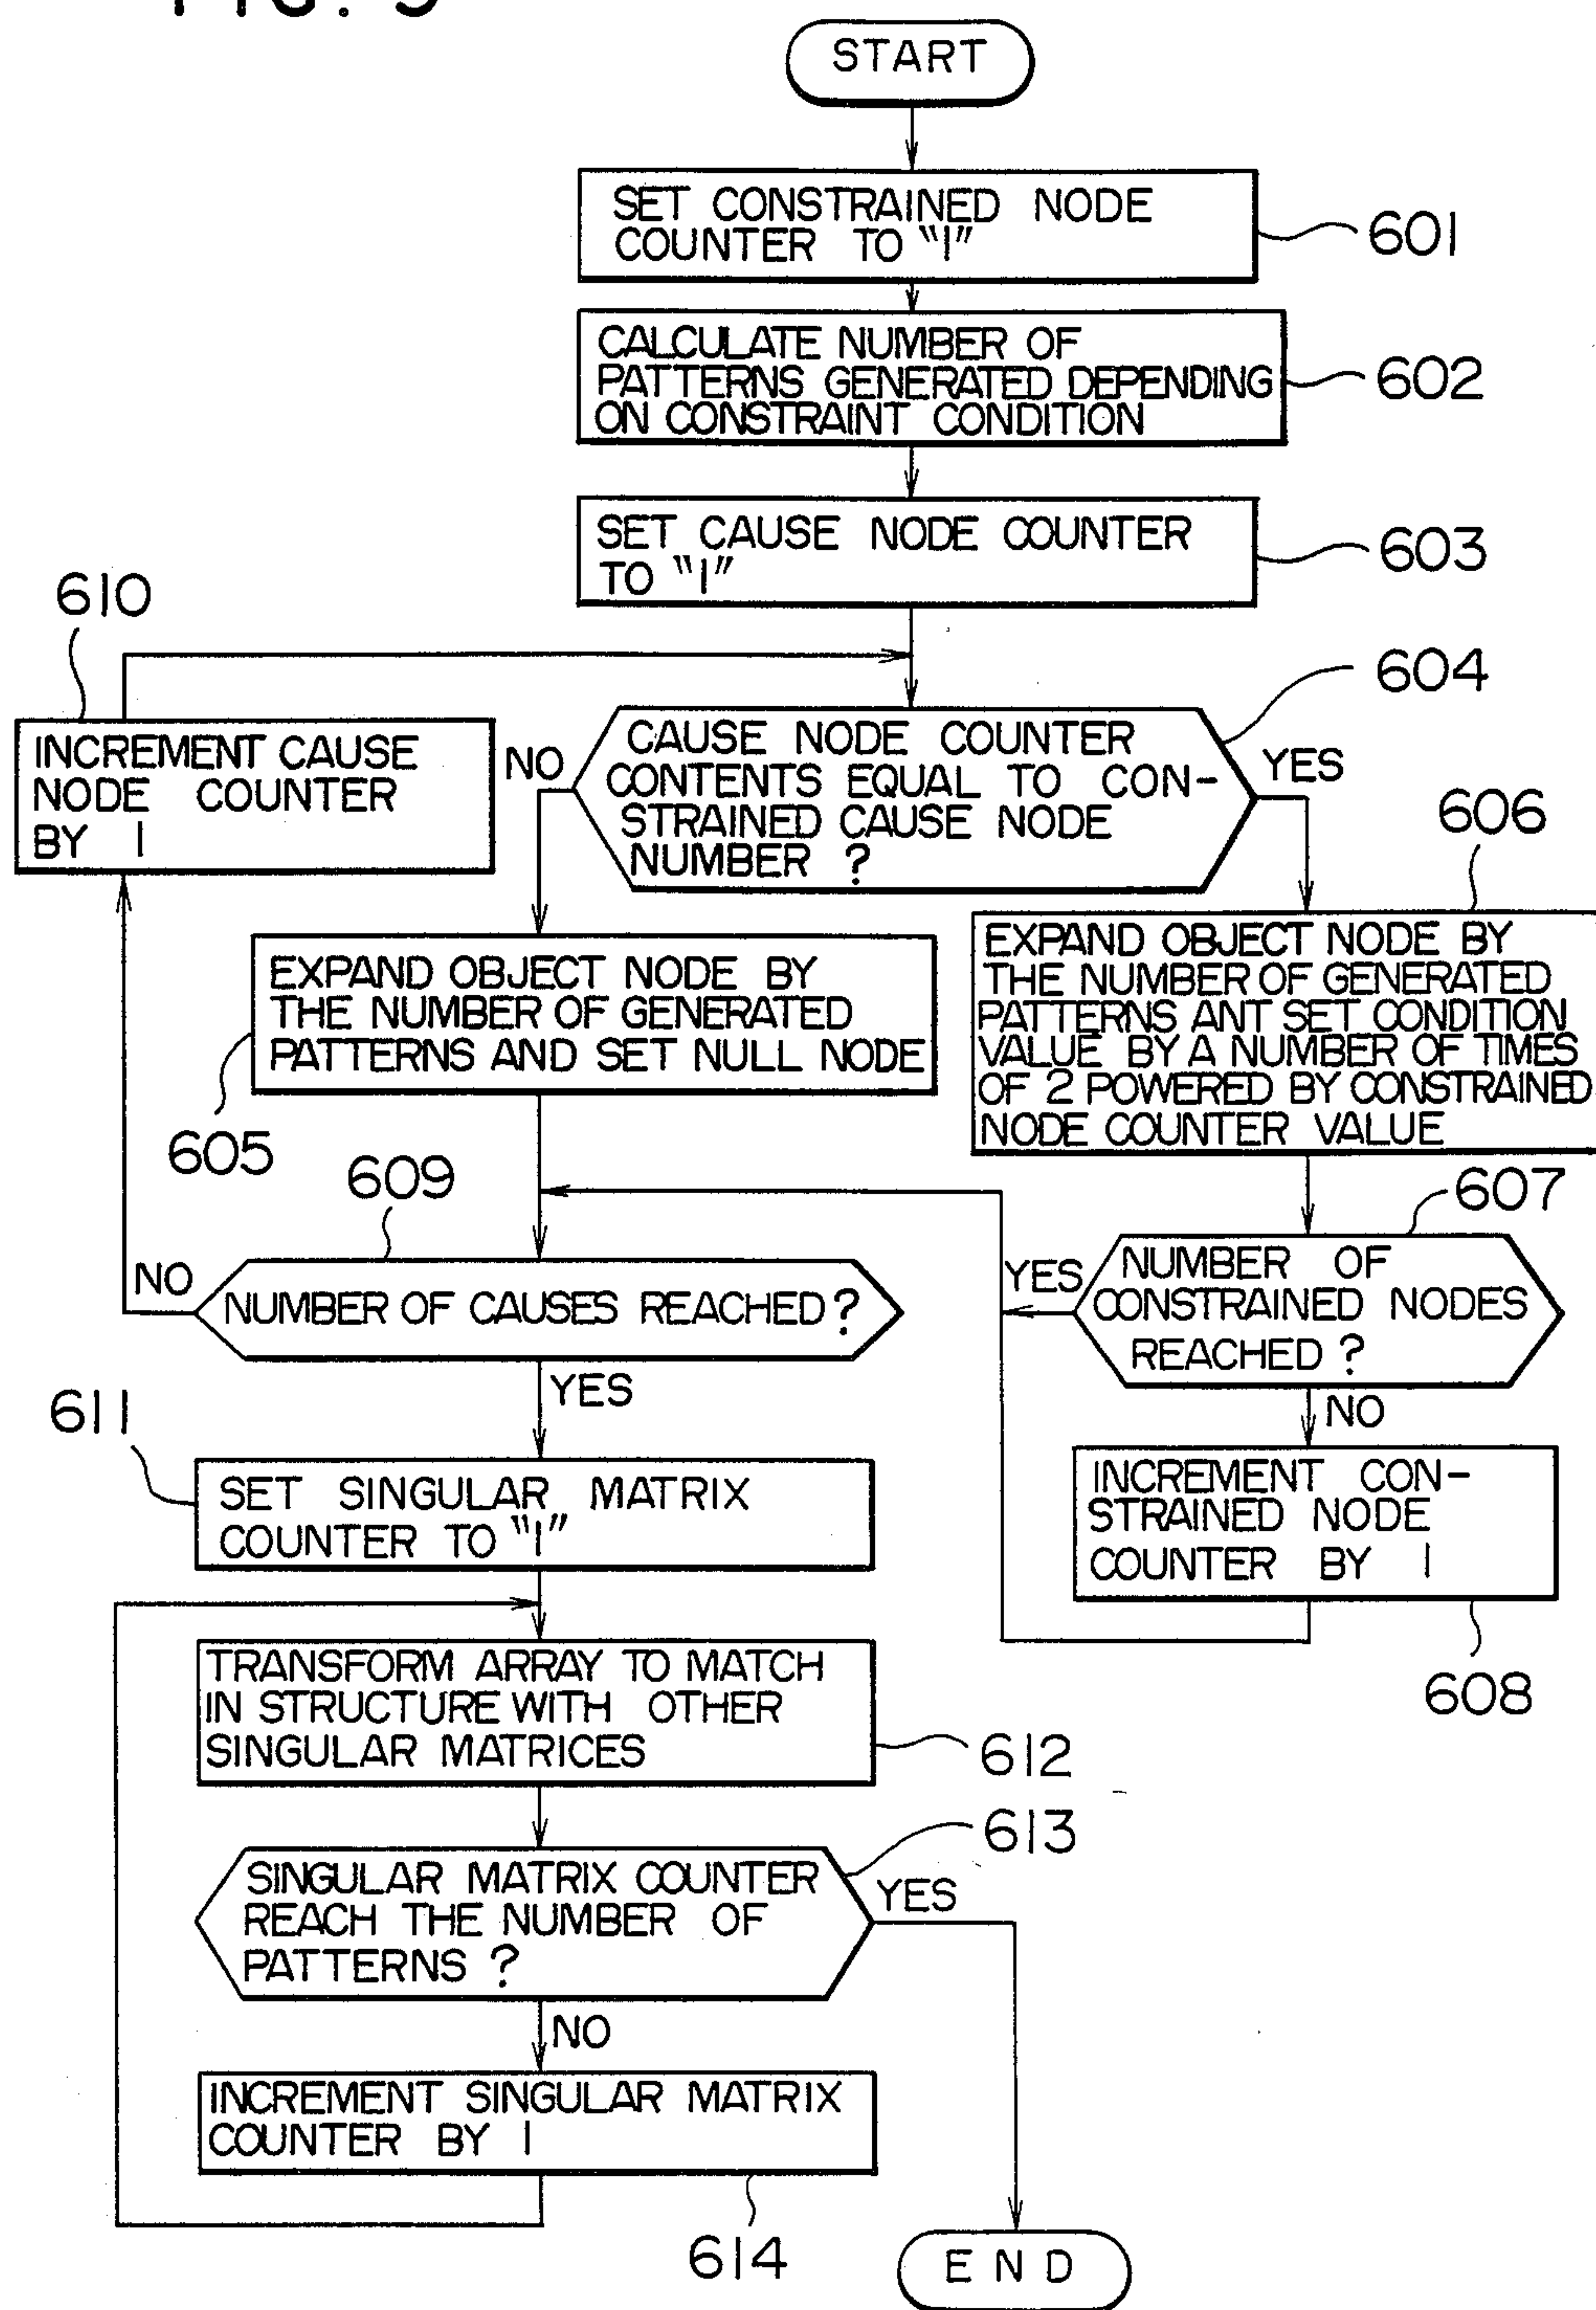 START
SET CONSTRAINED NODE
COUNTER TO "1"
601
CALCULATE NUMBER OF
PATTERNS GENERATED DEPENDING
ON CONSTRAINT CONDITION
602
SET CAUSE NODE COUNTER
TO "1"
603
610
INCREMENT CAUSE
NODE COUNTER
BY 1
604
NO
CAUSE NODE COUNTER
CONTENTS EQUAL TO CON-
STRAINED CAUSE NODE
NUMBER ?
YES
606
EXPAND OBJECT NODE BY
THE NUMBER OF GENERATED
PATTERNS AND SET NULL NODE
605
EXPAND OBJECT NODE BY
THE NUMBER OF GENERATED
PATTERNS ANT SET CONDITION
VALUE BY A NUMBER OF TIMES
OF 2 POWERED BY CONSTRAINED
NODE COUNTER VALUE
609
607
NO
NUMBER OF CAUSES REACHED ?
YES
YES
NUMBER OF
CONSTRAINED NODES
REACHED ?
NO
611
SET SINGULAR MATRIX
COUNTER TO "1"
INCREMENT CON-
STRAINED NODE
COUNTER BY 1
608
TRANSFORM ARRAY TO MATCH
IN STRUCTURE WITH OTHER
SINGULAR MATRICES
612
613
SINGULAR MATRIX COUNTER
REACH THE NUMBER OF
PATTERNS ?
YES
NO
INCREMENT SINGULAR MATRIX
COUNTER BY 1
614
END